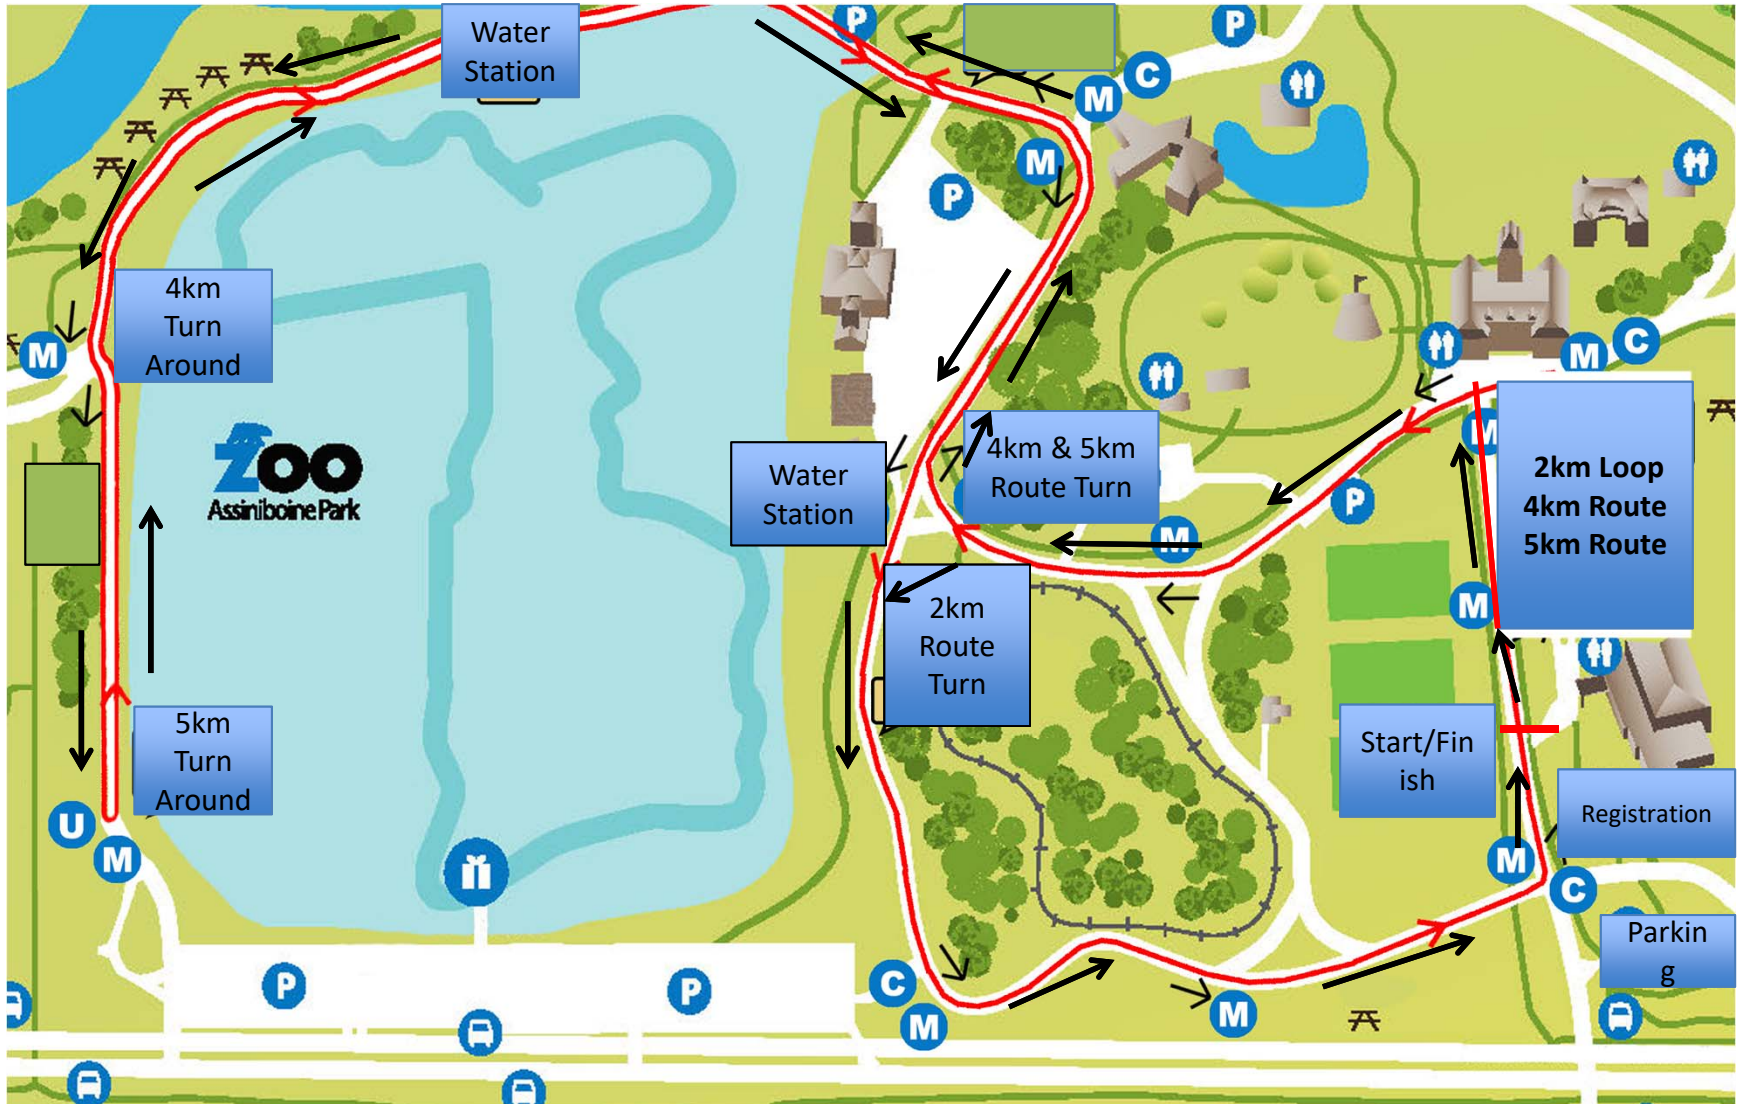 Water
Station
P
P
C
M
M
P
4km
Turn
Around
M
M
C
M
zoo
Assiniboine Park
4km & 5km
Route Turn
Water
Station
P
M
2km Loop
4km Route
5km Route
M
2km
Route
Turn
5km
Turn
Around
Start/Fin
ish
Registration
U
M
M
C
Parkin
g
P
P
C
M
M